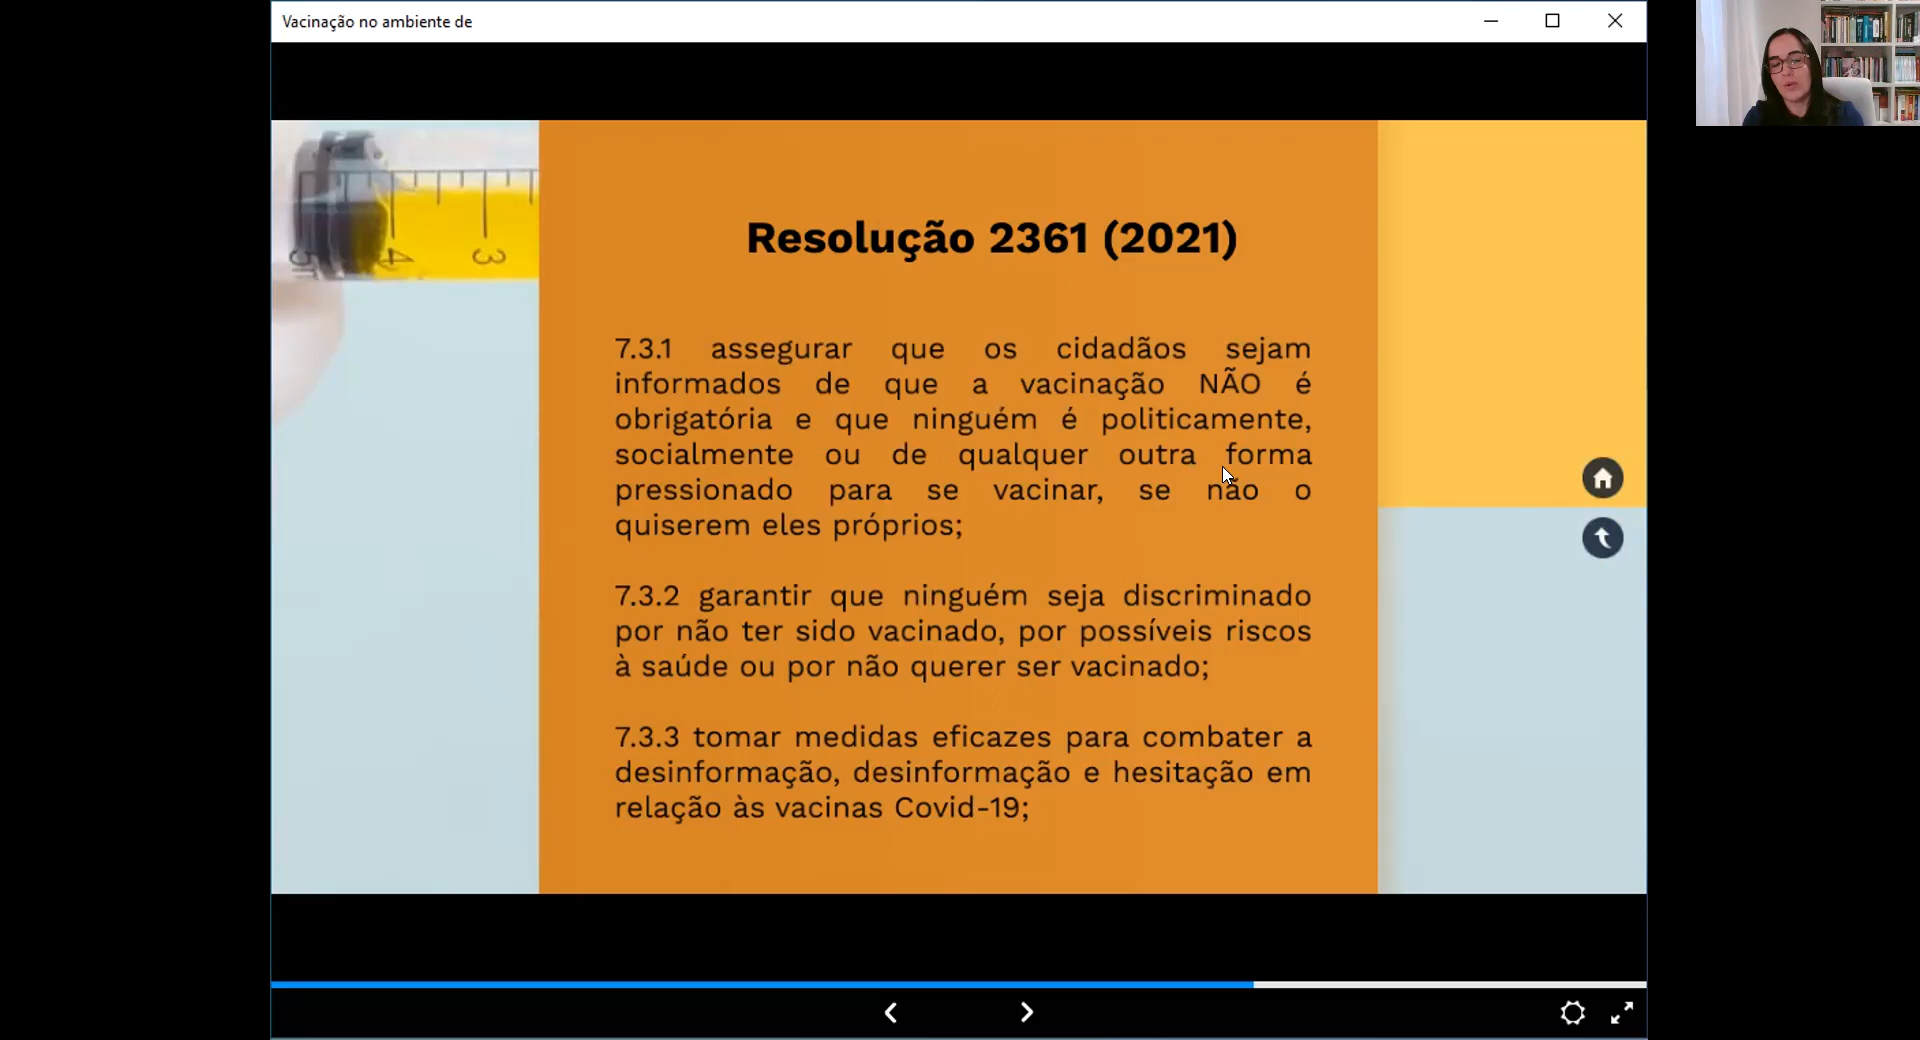 Vacinação no ambiente de
5m 4 3
Resolução 2361 (2021)
7.3.1 assegurar que os cidadãos sejam
informados de que a vacinação NÃO é
obrigatória e que ninguém é politicamente,
socialmente ou de qualquer outra forma
pressionado para se vacinar, se não o
quiserem eles próprios;
7.3.2 garantir que ninguém seja discriminado
por não ter sido vacinado, por possíveis riscos
à saúde ou por não querer ser vacinado;
7.3.3 tomar medidas eficazes para combater a
desinformação, desinformação e hesitação em
relação às vacinas Covid-19;